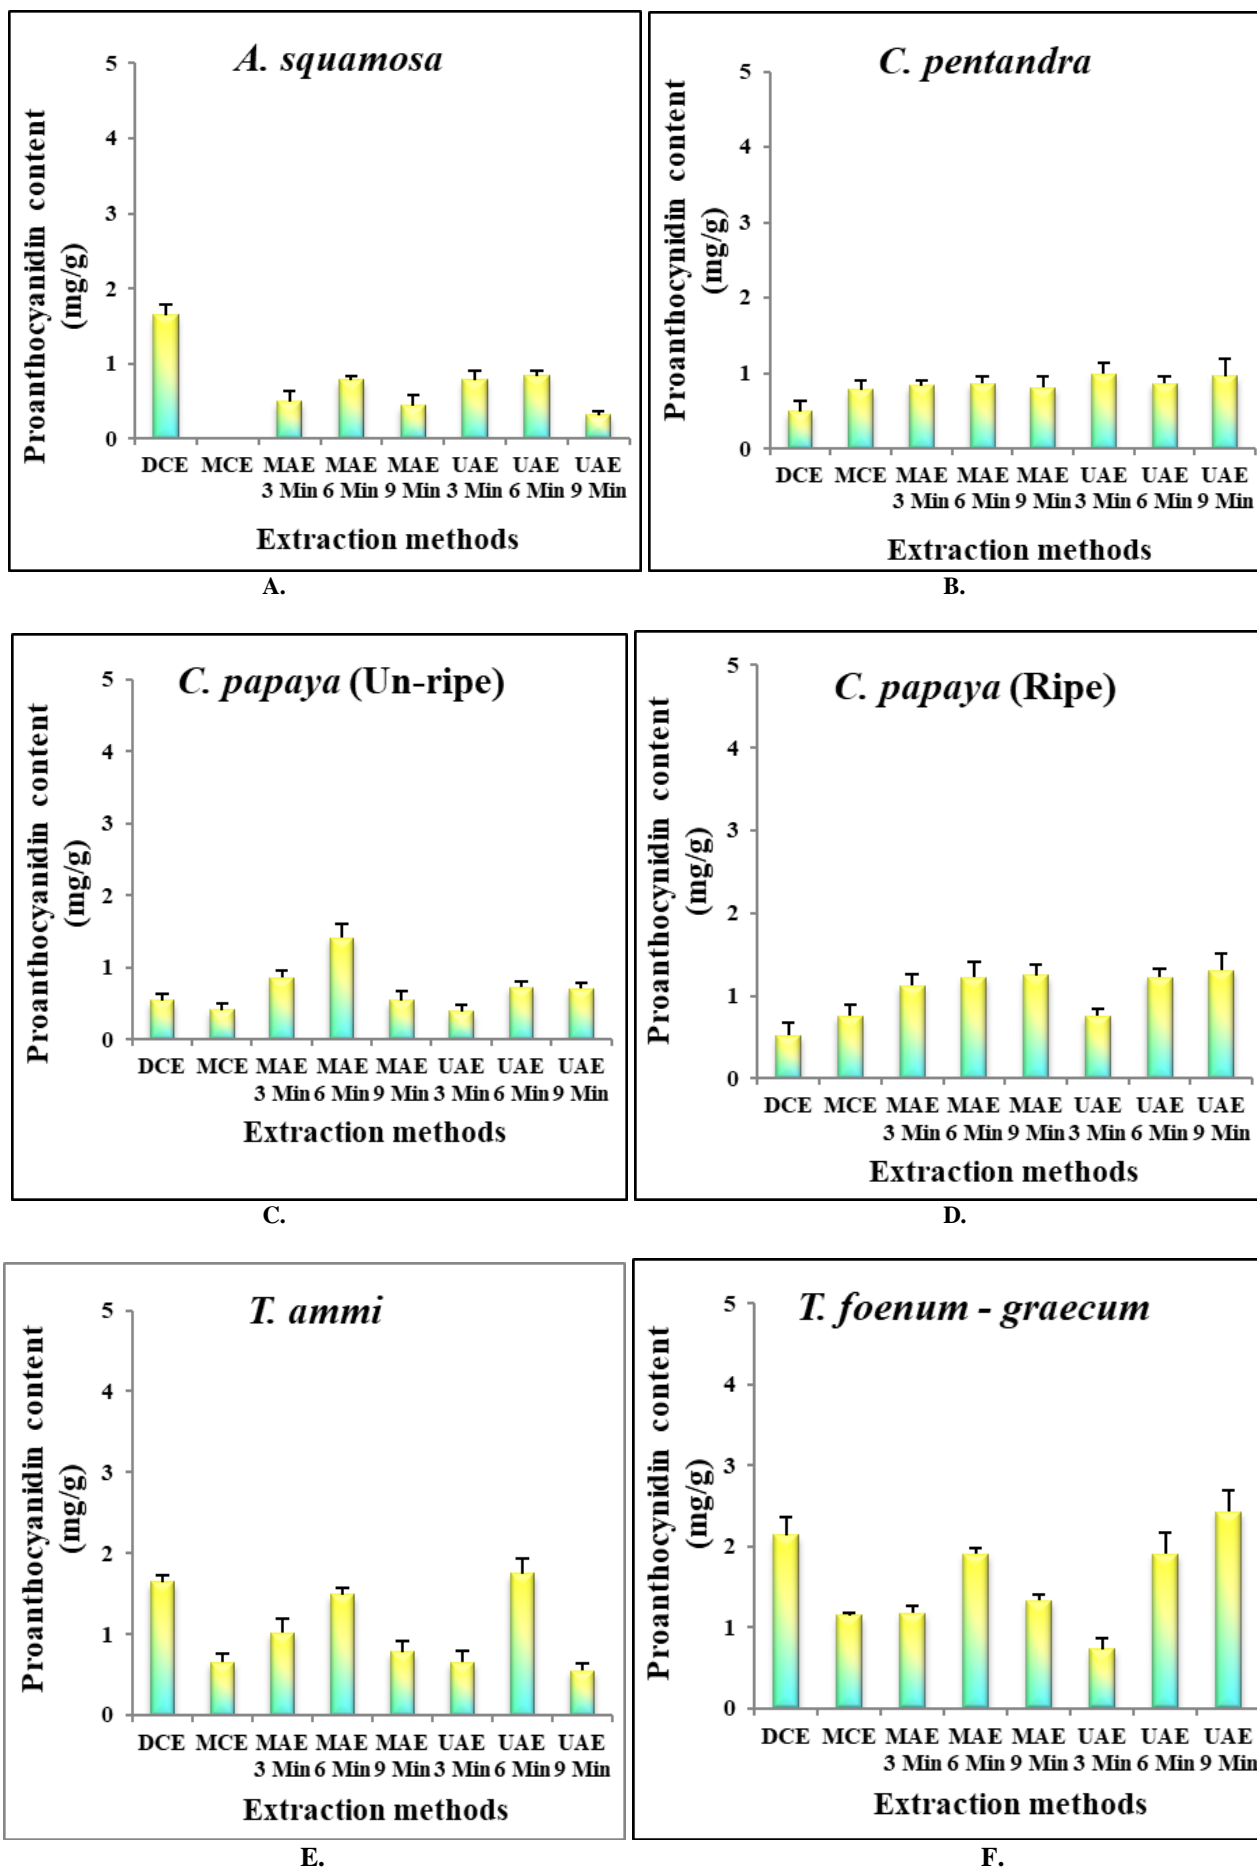 A. squamosa
Proanthocyanidin content
(mg/g)
5
4
3
2
1
0
DCE MCE MAE MAE MAE UAE UAE UAE
3 Min 6 Min 9 Min 3 Min 6 Min 9 Min
Extraction methods
A.
C. pentandra
Proanthocynidin content
(mg/g)
5
4
3
2
1
0
DCE MCE MAE MAE MAE UAE UAE UAE
3 Min 6 Min 9 Min 3 Min 6 Min 9 Min
Extraction methods
B.
C. papaya (Un-ripe)
Proanthocyanidin content
(mg/g)
5
4
3
2
1
0
DCE MCE MAE MAE MAE UAE UAE UAE
3 Min 6 Min 9 Min 3 Min 6 Min 9 Min
Extraction methods
C.
C. papaya (Ripe)
Proanthocynidin content
(mg/g)
5
4
3
2
1
0
DCE MCE MAE MAE MAE UAE UAE UAE
3 Min 6 Min 9 Min 3 Min 6 Min 9 Min
Extraction methods
D.
T. ammi
Proanthocyanidin content
(mg/g)
5
4
3
2
1
0
DCE MCE MAE MAE MAE UAE UAE UAE
3 Min 6 Min 9 Min 3 Min 6 Min 9 Min
Extraction methods
E.
T. foenum - graecum
Proanthocynidin content
(mg/g)
5
4
3
2
1
0
DCE MCE MAE MAE MAE UAE UAE UAE
3 Min 6 Min 9 Min 3 Min 6 Min 9 Min
Extraction methods
F.